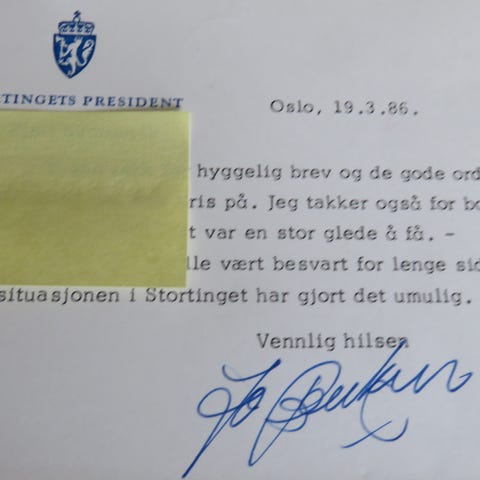 TINGETS PRESIDENT
Oslo, 19.3.86.
hyggelig brev og de gode ord
ris på. Jeg takker også for bo
t var en stor glede å få. -
lle vært besvart for lenge sid
situasjonen i Stortinget har gjort det umulig.
Vennlig hilsen
Jo Benkow